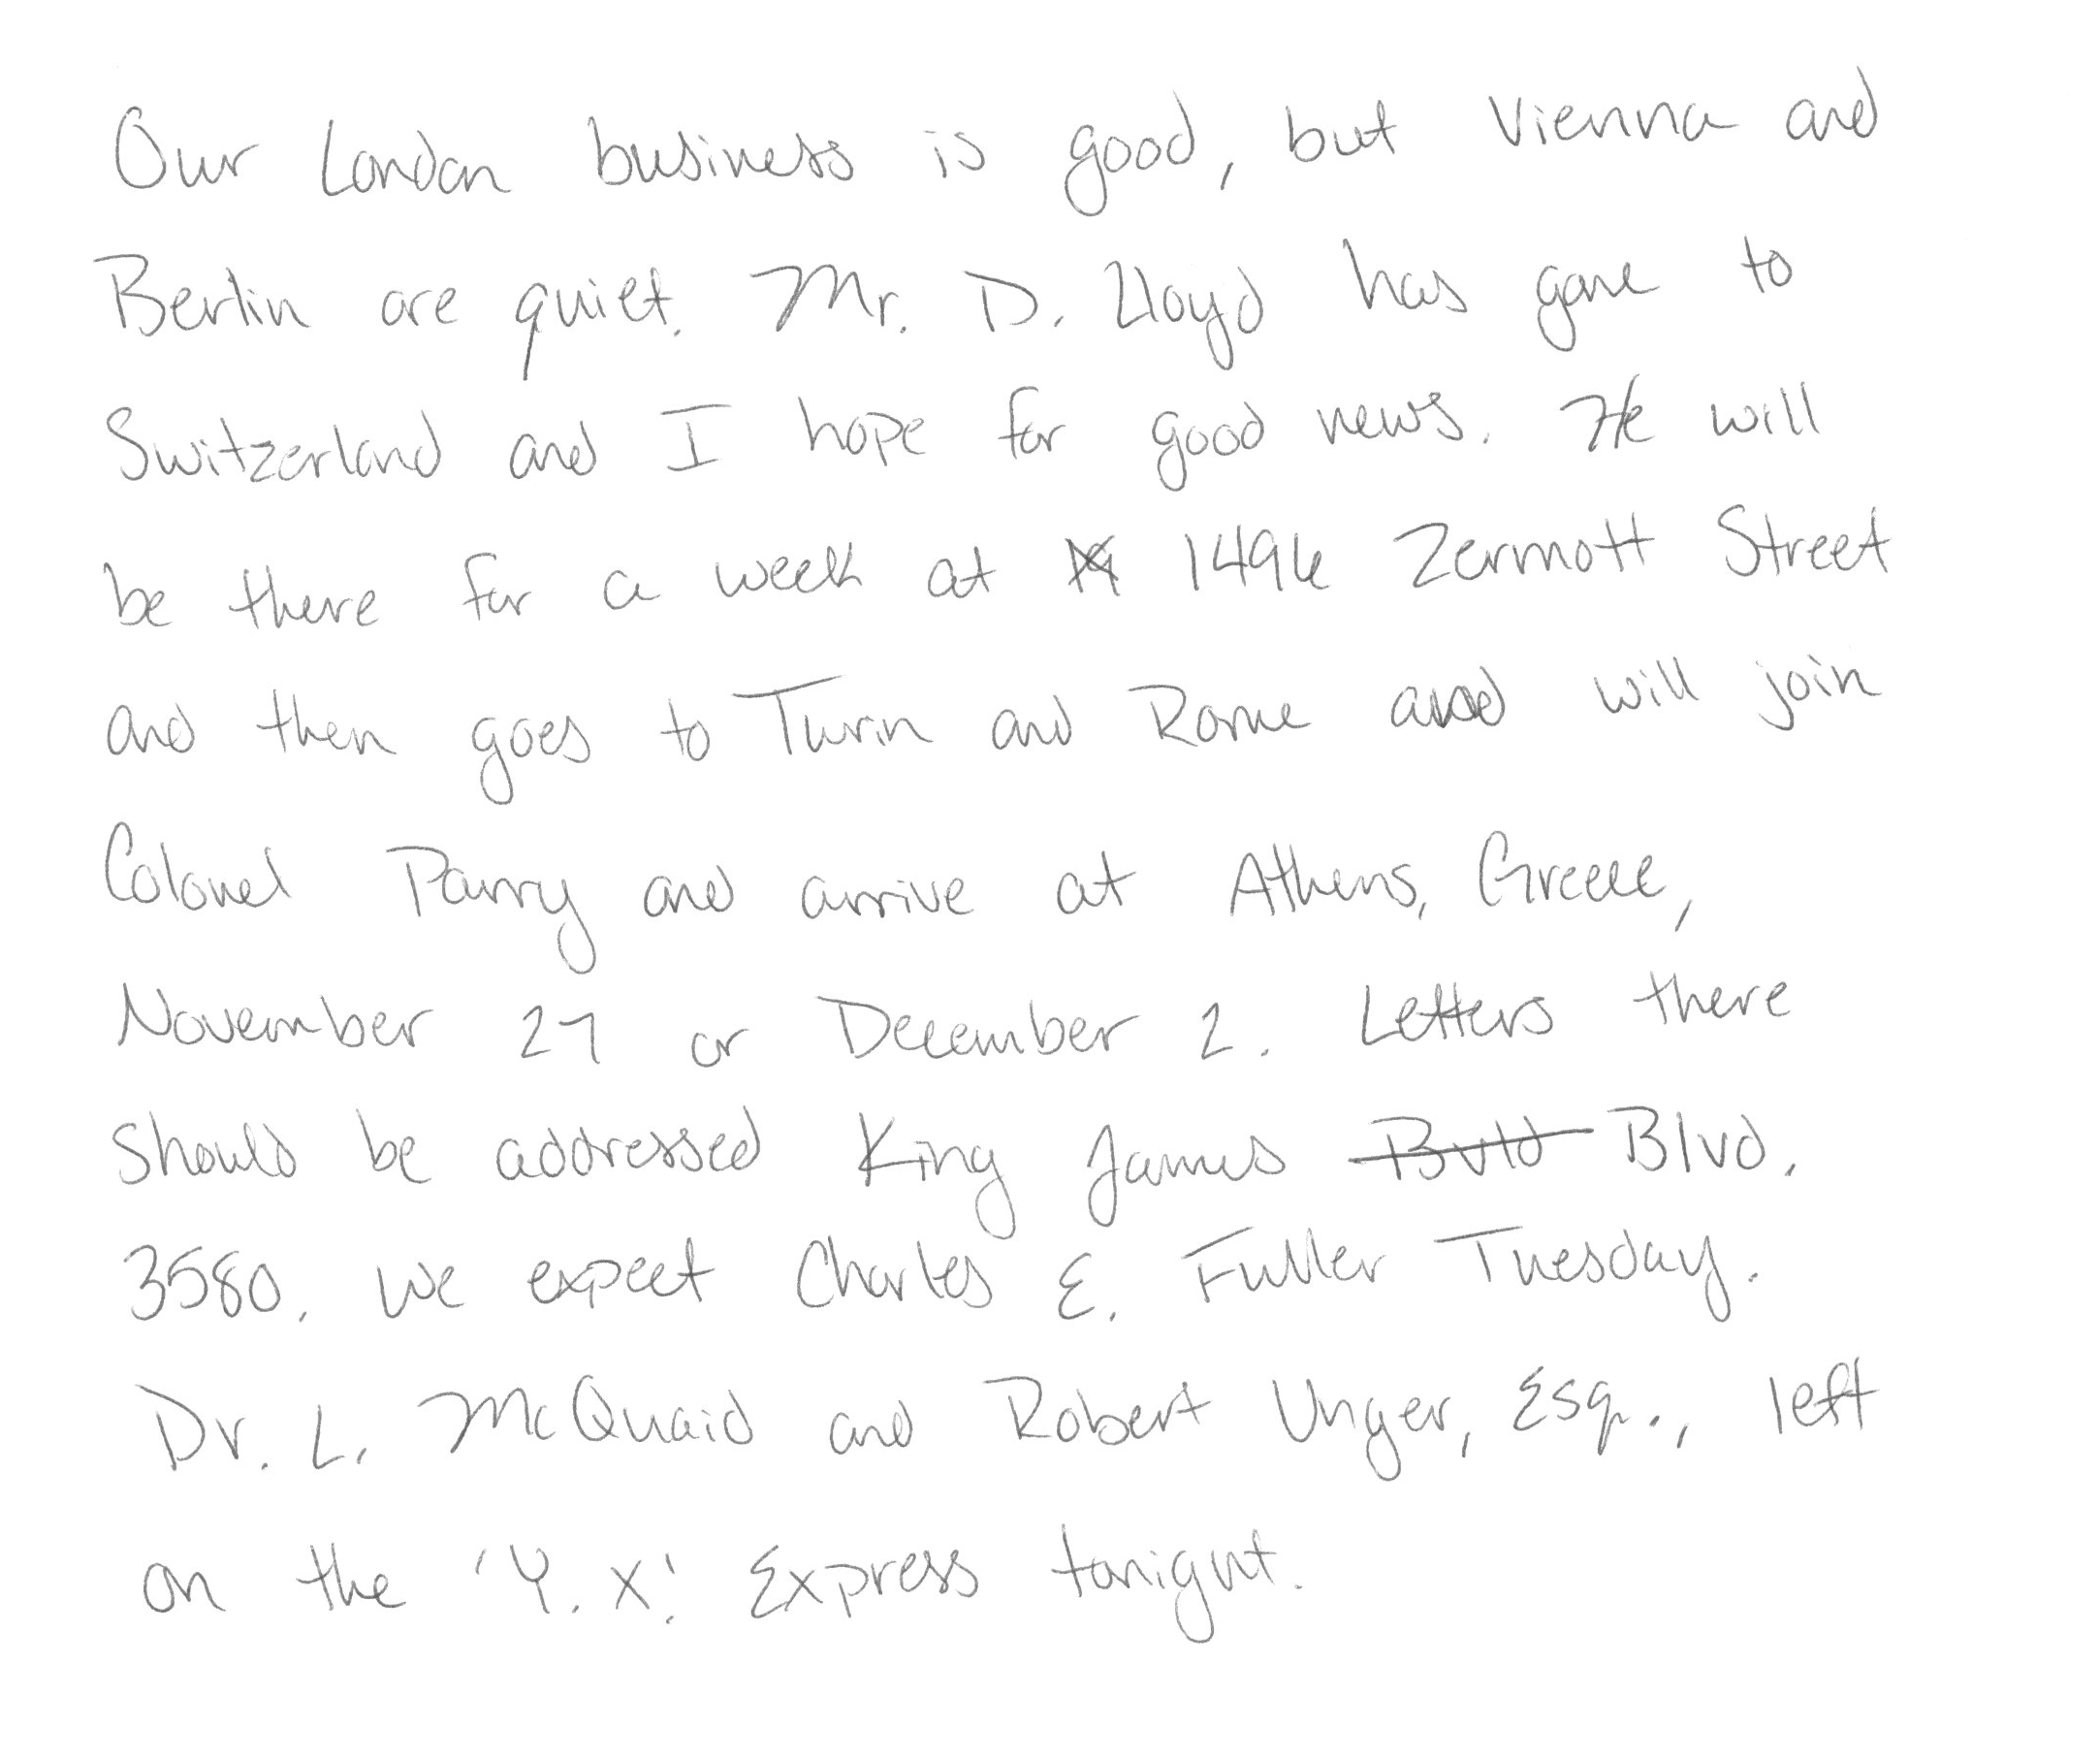 Our London business is good, but Vienna and
Berlin are quiet. Mr. D. Lloyd has gone to
Switzerland and I hope for good news. He will
be there for a week at 1496 Zermott Street
and then goes to Turin and Rome and will join
Colonel Parry and arrive at Athens, Greece,
November 27 or December 2. Letters there
should be addressed King James Blvd.
3580. We expect Charles E. Fuller Tuesday.
Dr. L. McQuaid and Robert Unger, Esq., left
on the 'Y. X.' Express tonight.